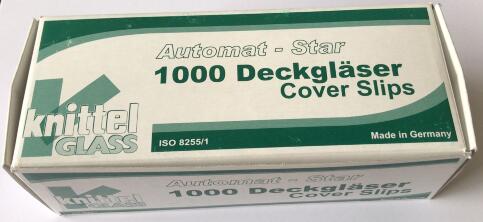 Automat - Star
1000 Deckgläser
Cover Slips
knittel
GLASS
ISO 8255/1
Made in Germany
Automat - Star
1000 Deckgläser
Cover Slips
knittel
GLASS